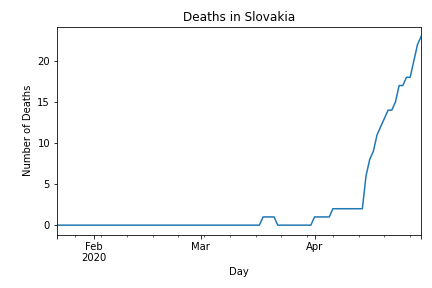 Deaths in Slovakia
Number of Deaths
20
15
10
5
0
Feb
2020
Mar
Apr
Day